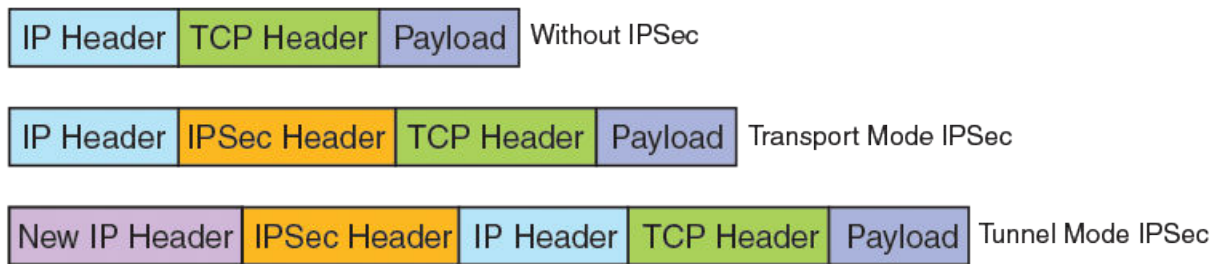 IP Header TCP Header Payload Without IPSec
IP Header IPSec Header TCP Header Payload Transport Mode IPSec
New IP Header IPSec Header IP Header TCP Header Payload Tunnel Mode IPSec